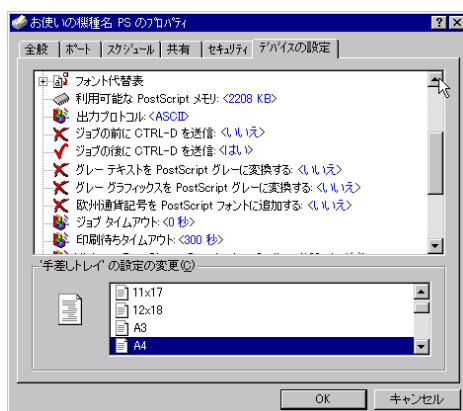 お使いの機種名 PS のプロパティ
全般 ポート スケジュール 共有 セキュリティ デバイスの設定
フォント代替表
利用可能な PostScript メモリ: <2208 KB>
出力プロトコル: <ASCII>
ジョブの前に CTRL-D を送信: <いいえ>
ジョブの後に CTRL-D を送信: <はい>
グレー テキストを PostScript グレーに変換する: <いいえ>
グレー グラフィックスを PostScript グレーに変換する: <いいえ>
欧州通貨記号を PostScript フォントに追加する: <いいえ>
ジョブ タイムアウト: <0 秒>
印刷待ちタイムアウト: <300 秒>
'手差しトレイ' の設定の変更(C)
11x17
12x18
A3
A4
OK キャンセル